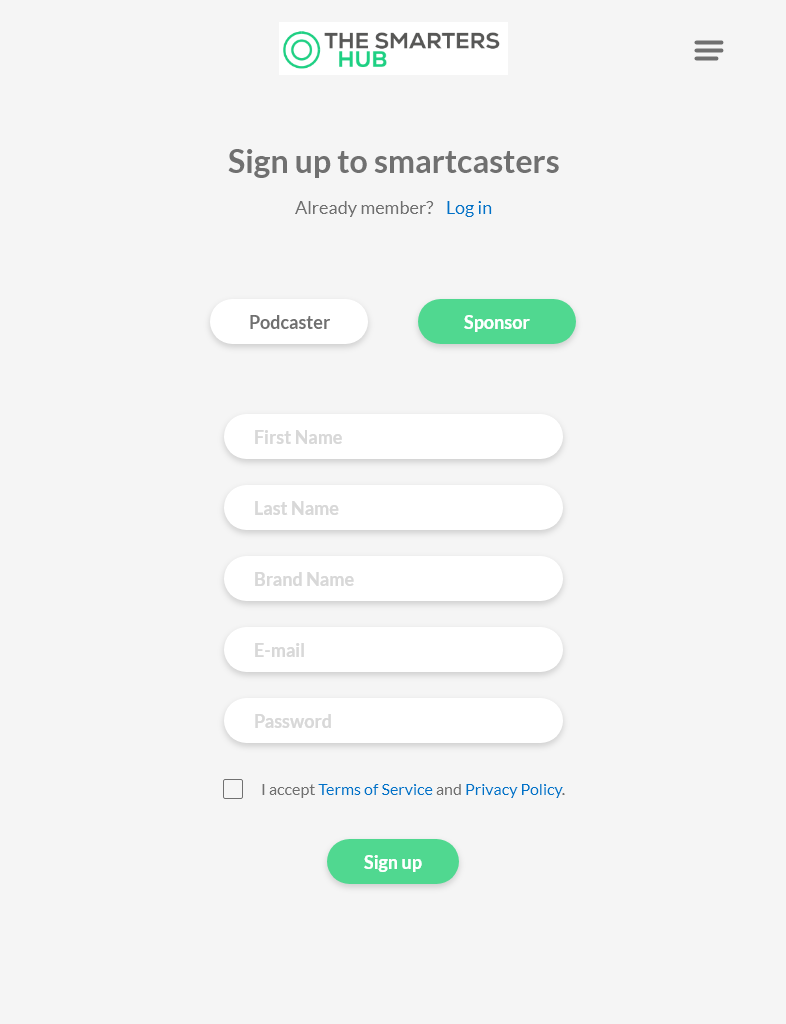 THE SMARTERS
HUB
Sign up to smartcasters
Already member? Log in
Podcaster Sponsor
First Name
Last Name
Brand Name
E-mail
Password
I accept Terms of Service and Privacy Policy.
Sign up